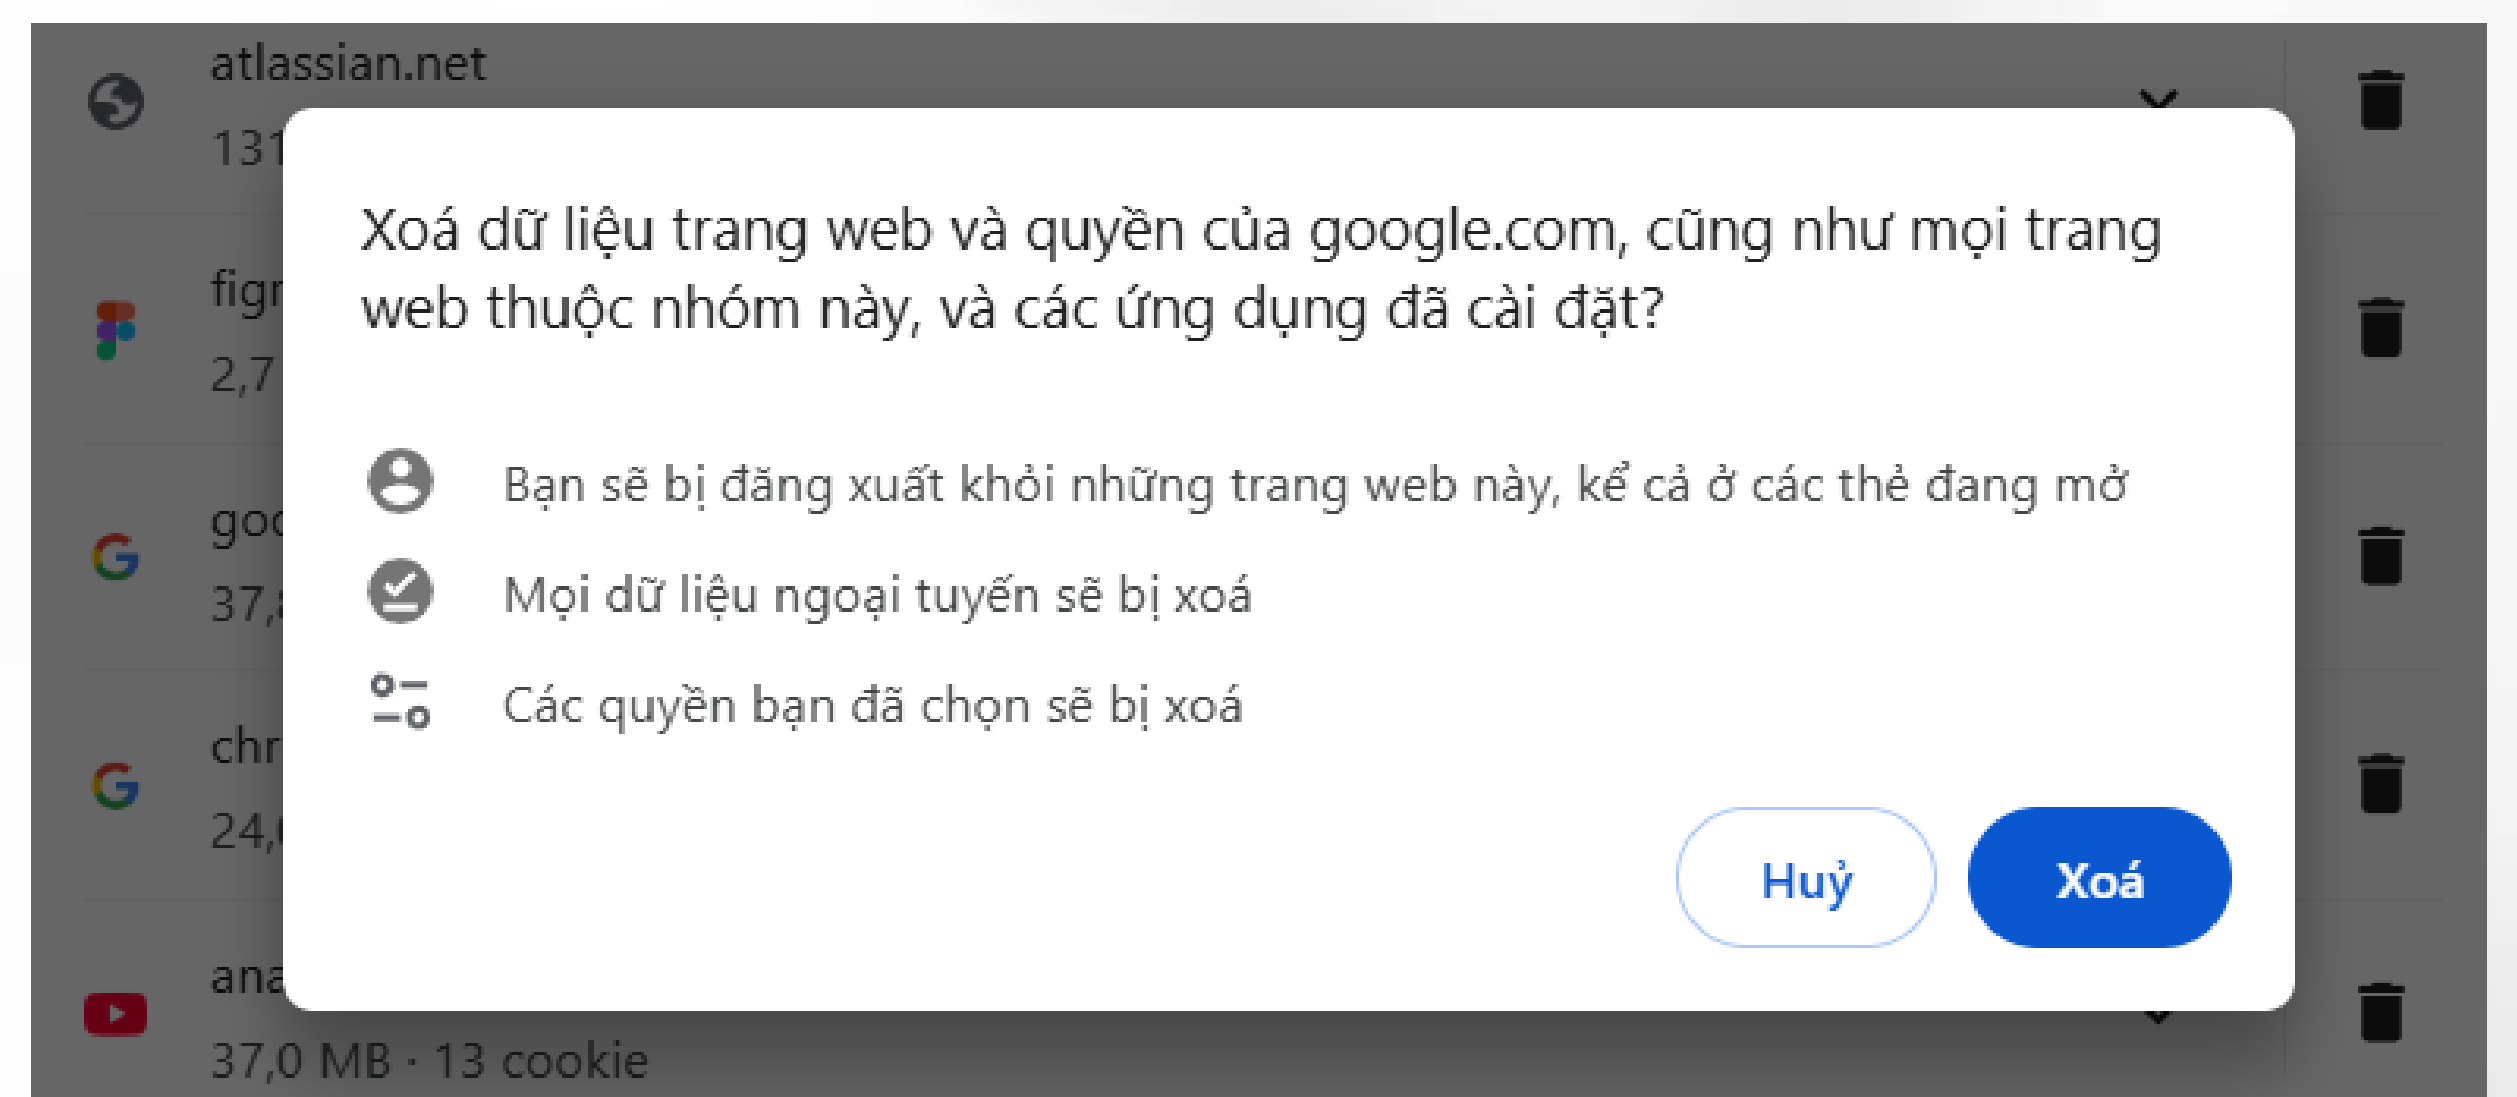 atlassian.net
Xoá dữ liệu trang web và quyền của google.com, cũng như mọi trang
web thuộc nhóm này, và các ứng dụng đã cài đặt?
2,7
Bạn sẽ bị đăng xuất khỏi những trang web này, kể cả ở các thẻ đang mở
Mọi dữ liệu ngoại tuyến sẽ bị xoá
Các quyền bạn đã chọn sẽ bị xoá
Huỷ
Xoá
37,0 MB · 13 cookie